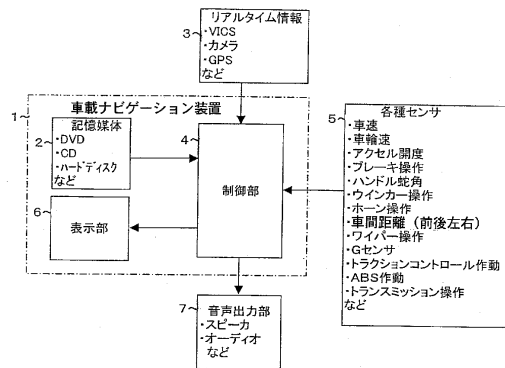 リアルタイム情報
・VICS
・カメラ
・GPS
など
3
車載ナビゲーション装置
1
記憶媒体
・DVD
・CD
・ハードディスク
など
2
4
制御部
6
表示部
7
音声出力部
・スピーカ
・オーディオ
など
各種センサ
5
・車速
・車輪速
・アクセル開度
・ブレーキ操作
・ハンドル蛇角
・ウインカー操作
・ホーン操作
・車間距離（前後左右）
・ワイパー操作
・Gセンサ
・トラクションコントロール作動
・ABS作動
・トランスミッション操作
など